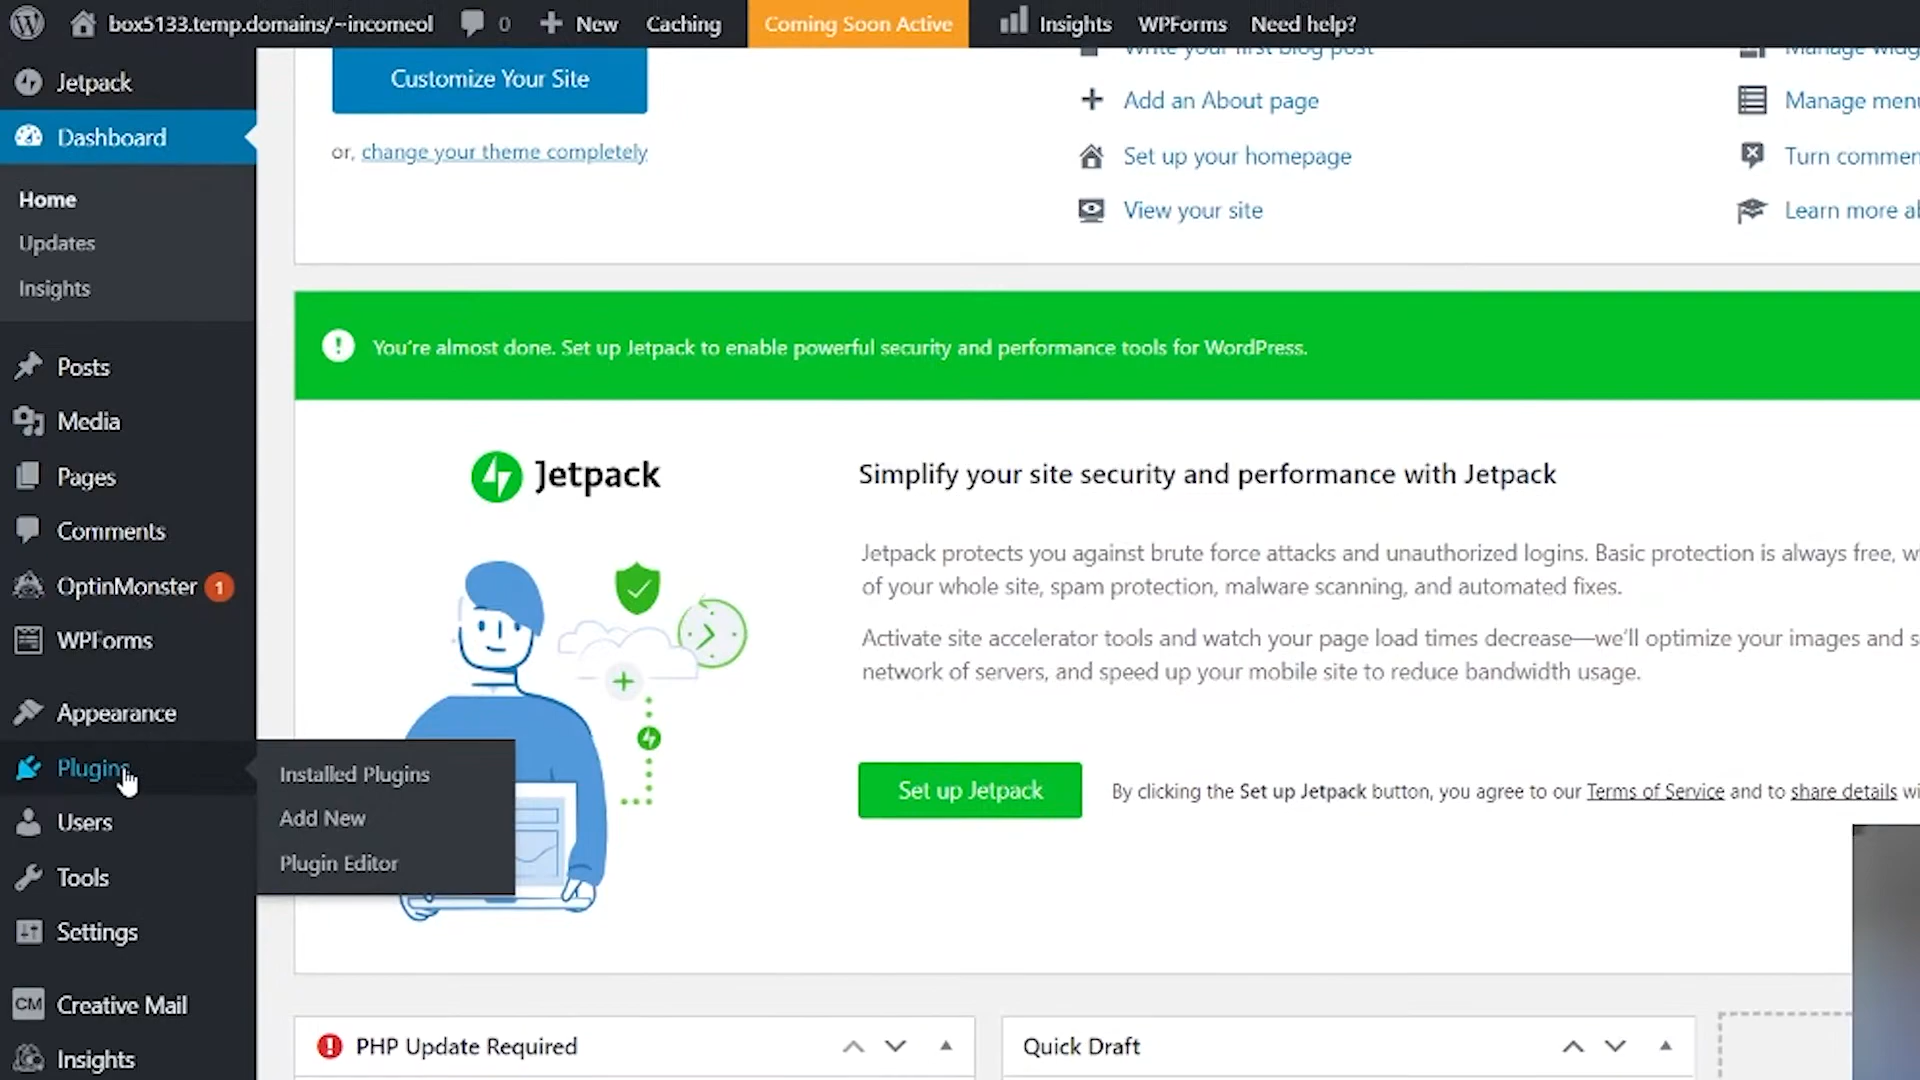 box5133.temp.domains/~incomeol 0 New Caching Coming Soon Active Insights WPForms Need help?
Jetpack
Dashboard
Home
Updates
Insights
Posts
Media
Pages
Comments
OptinMonster 1
WPForms
Appearance
Plugins
Users
Tools
Settings
CM Creative Mail
Insights
Installed Plugins
Add New
Plugin Editor
Customize Your Site
or, change your theme completely
Write your first blog post
Add an About page
Set up your homepage
View your site
Manage
Manage
Turn
Learn more
You're almost done. Set up Jetpack to enable powerful security and performance tools for WordPress.
Jetpack
Simplify your site security and performance with Jetpack
Jetpack protects you against brute force attacks and unauthorized logins. Basic protection is always free,
of your whole site, spam protection, malware scanning, and automated fixes.
Activate site accelerator tools and watch your page load times decrease—we'll optimize your images and
network of servers, and speed up your mobile site to reduce bandwidth usage.
Set up Jetpack
By clicking the Set up Jetpack button, you agree to our Terms of Service and to share details
PHP Update Required
Quick Draft